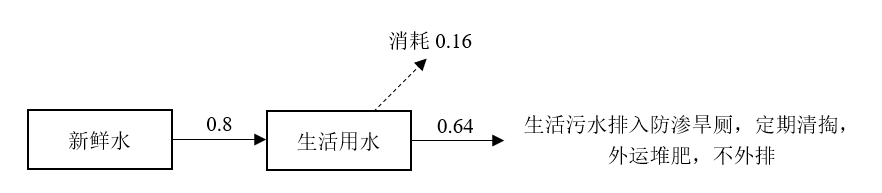 消耗 0.16
新鲜水
0.8
生活用水
0.64
生活污水排入防渗旱厕，定期清掏，
外运堆肥，不外排